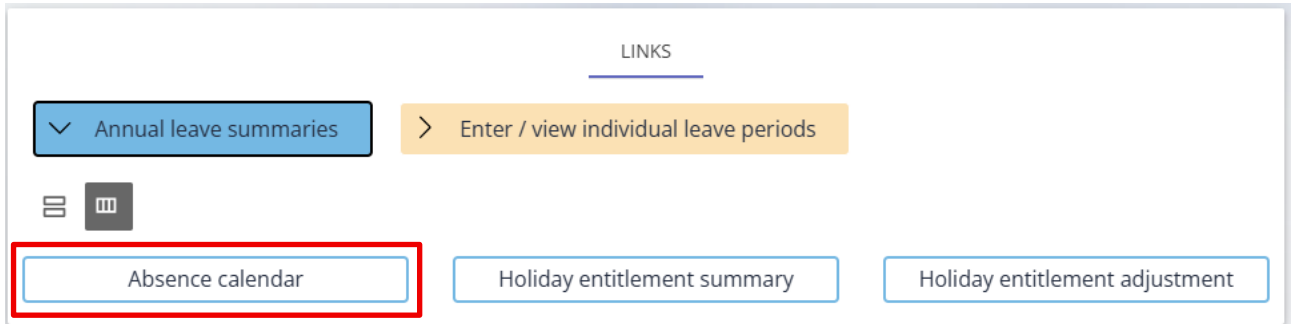 LINKS
Annual leave summaries
Enter / view individual leave periods
Absence calendar
Holiday entitlement summary
Holiday entitlement adjustment